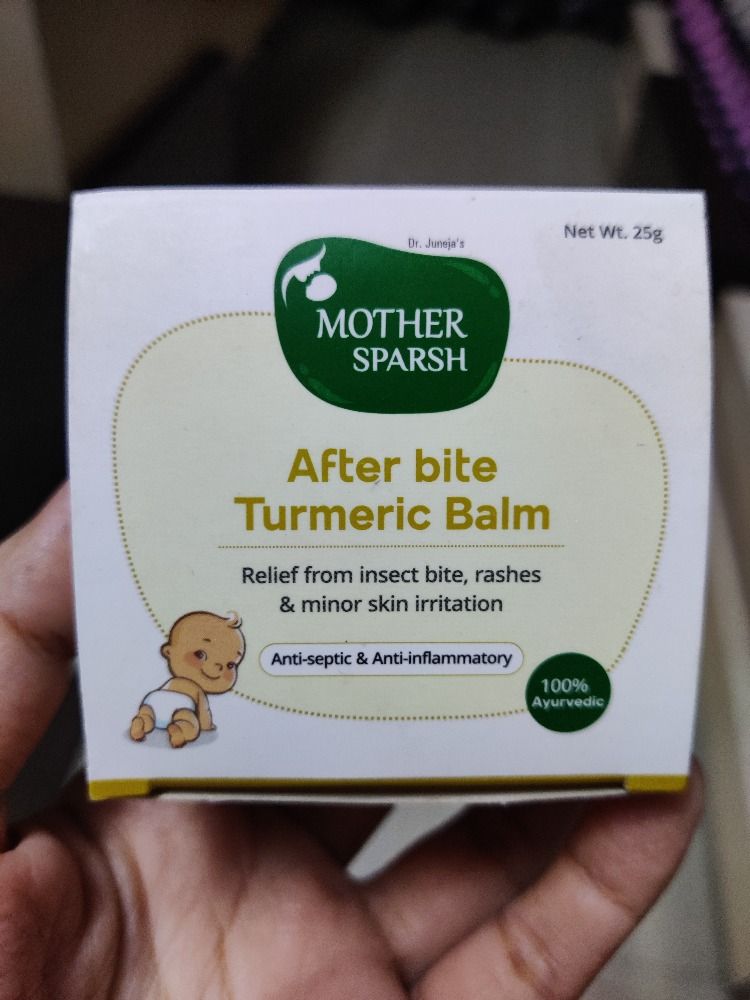 Net Wt. 25g
Dr. Juneja's
MOTHER
SPARSH
After bite
Turmeric Balm
Relief from insect bite, rashes
& minor skin irritation
Anti-septic & Anti-inflammatory
100%
Ayurvedic